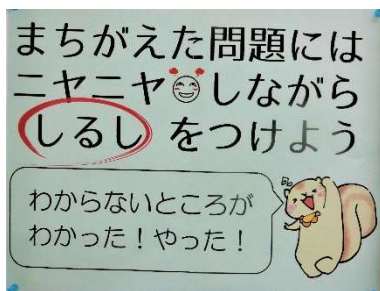 まちがえた問題には
ニヤニヤしながら
しるしをつけよう
わからないところが
わかった！やった！